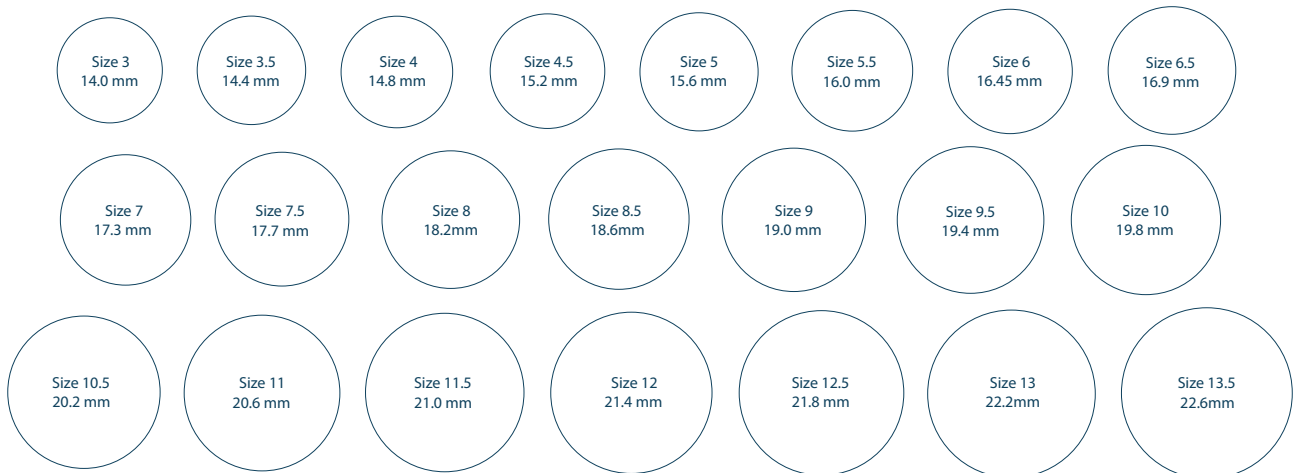 Size 3
14.0 mm
Size 3.5
14.4 mm
Size 4
14.8 mm
Size 4.5
15.2 mm
Size 5
15.6 mm
Size 5.5
16.0 mm
Size 6
16.45 mm
Size 6.5
16.9 mm
Size 7
17.3 mm
Size 7.5
17.7 mm
Size 8
18.2mm
Size 8.5
18.6mm
Size 9
19.0 mm
Size 9.5
19.4 mm
Size 10
19.8 mm
Size 10.5
20.2 mm
Size 11
20.6 mm
Size 11.5
21.0 mm
Size 12
21.4 mm
Size 12.5
21.8 mm
Size 13
22.2mm
Size 13.5
22.6mm